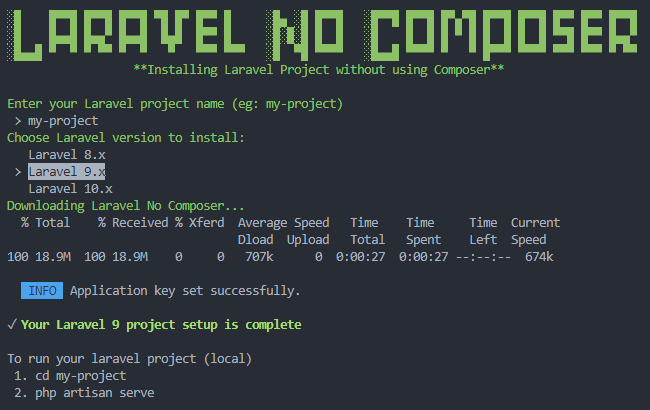 LARAVEL NO COMPOSER
**Installing Laravel Project without using Composer**
Enter your Laravel project name (eg: my-project)
> my-project
Choose Laravel version to install:
Laravel 8.x
> Laravel 9.x
Laravel 10.x
Downloading Laravel No Composer...
% Total % Received % Xferd Average Speed Time Time Time Current
Dload Upload Total Spent Left Speed
100 18.9M 100 18.9M 0 0 707k 0 0:00:27 0:00:27 --:--:-- 674k
INFO Application key set successfully.
✓ Your Laravel 9 project setup is complete
To run your laravel project (local)
1. cd my-project
2. php artisan serve